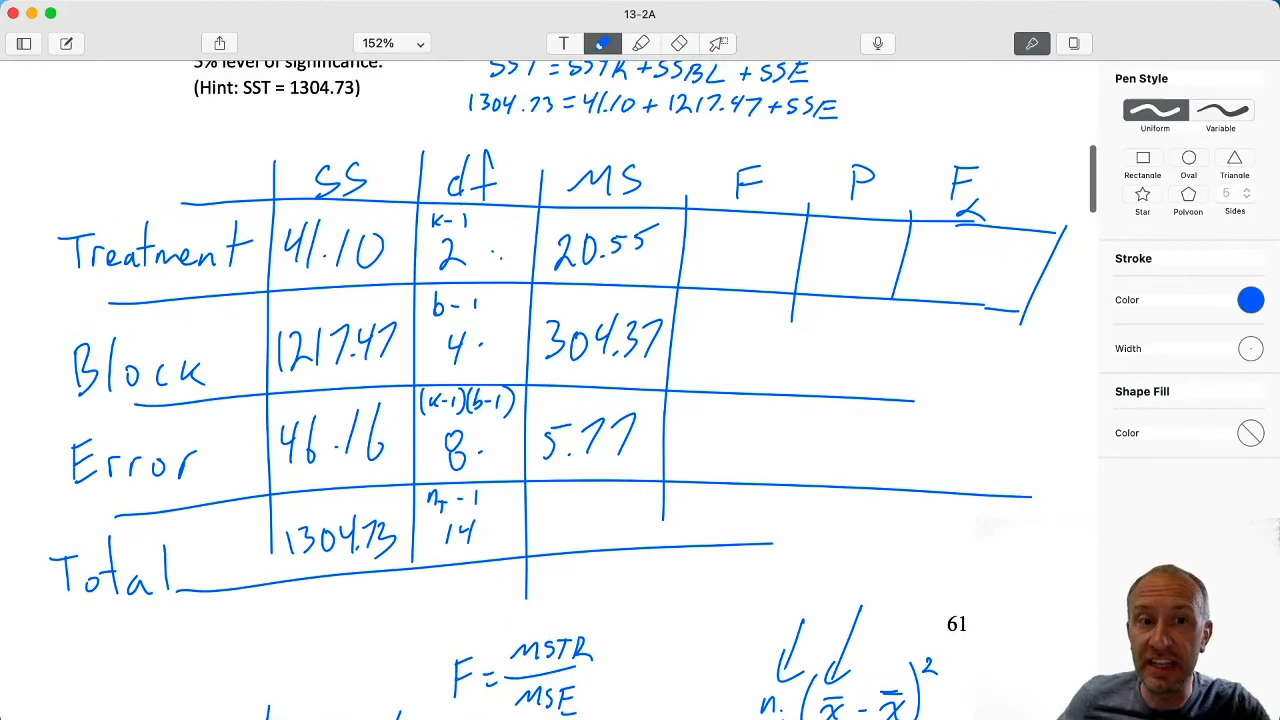 13-2A
152%
T
5% level of significance.
(Hint: SST = 1304.73)
SST = SSTR + SSBL + SSE
1304.73 = 41.10 + 1217.47 + SSE
SS df MS F P Fα
Treatment 41.10 k-1 2 20.55
Block 1217.47 b-1 4 304.37
Error 46.16 (k-1)(b-1) 8 5.77
Total 1304.73 nT-1 14
F = MSTR / MSE
n. (x̄ - x̿)²
61
Pen Style
Uniform Variable
Rectangle Oval Triangle
Star Polygon 5 Sides
Stroke
Color
Width
Shape Fill
Color